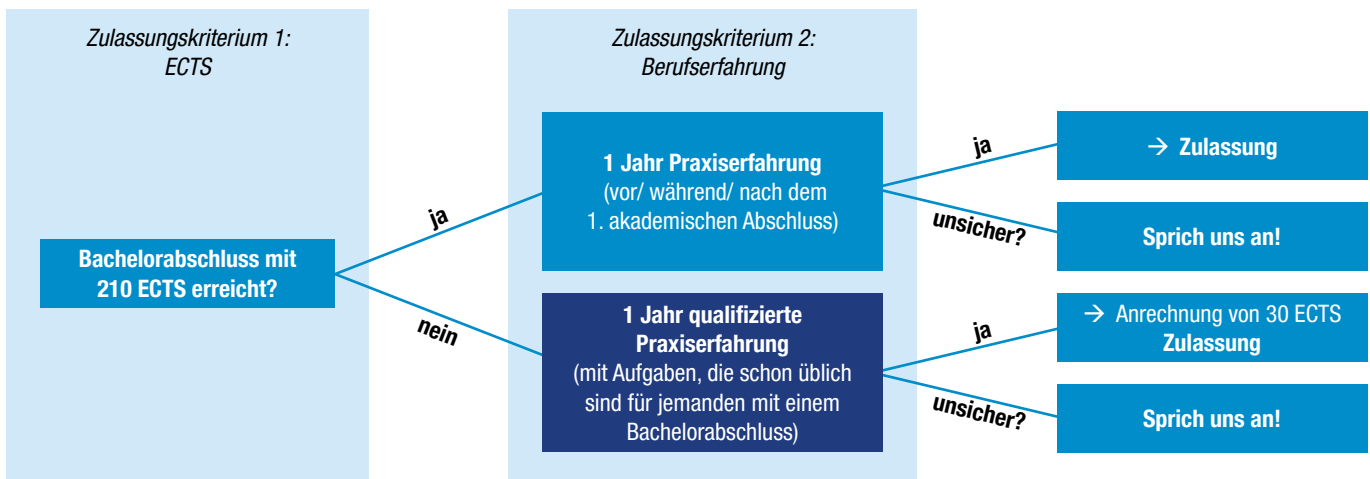 Zulassungskriterium 1:
ECTS
Zulassungskriterium 2:
Berufserfahrung
Bachelorabschluss mit
210 ECTS erreicht?
ja
nein
1 Jahr Praxiserfahrung
(vor/ während/ nach dem
1. akademischen Abschluss)
ja
→ Zulassung
unsicher?
Sprich uns an!
1 Jahr qualifizierte
Praxiserfahrung
(mit Aufgaben, die schon üblich
sind für jemanden mit einem
Bachelorabschluss)
ja
→ Anrechnung von 30 ECTS
Zulassung
unsicher?
Sprich uns an!